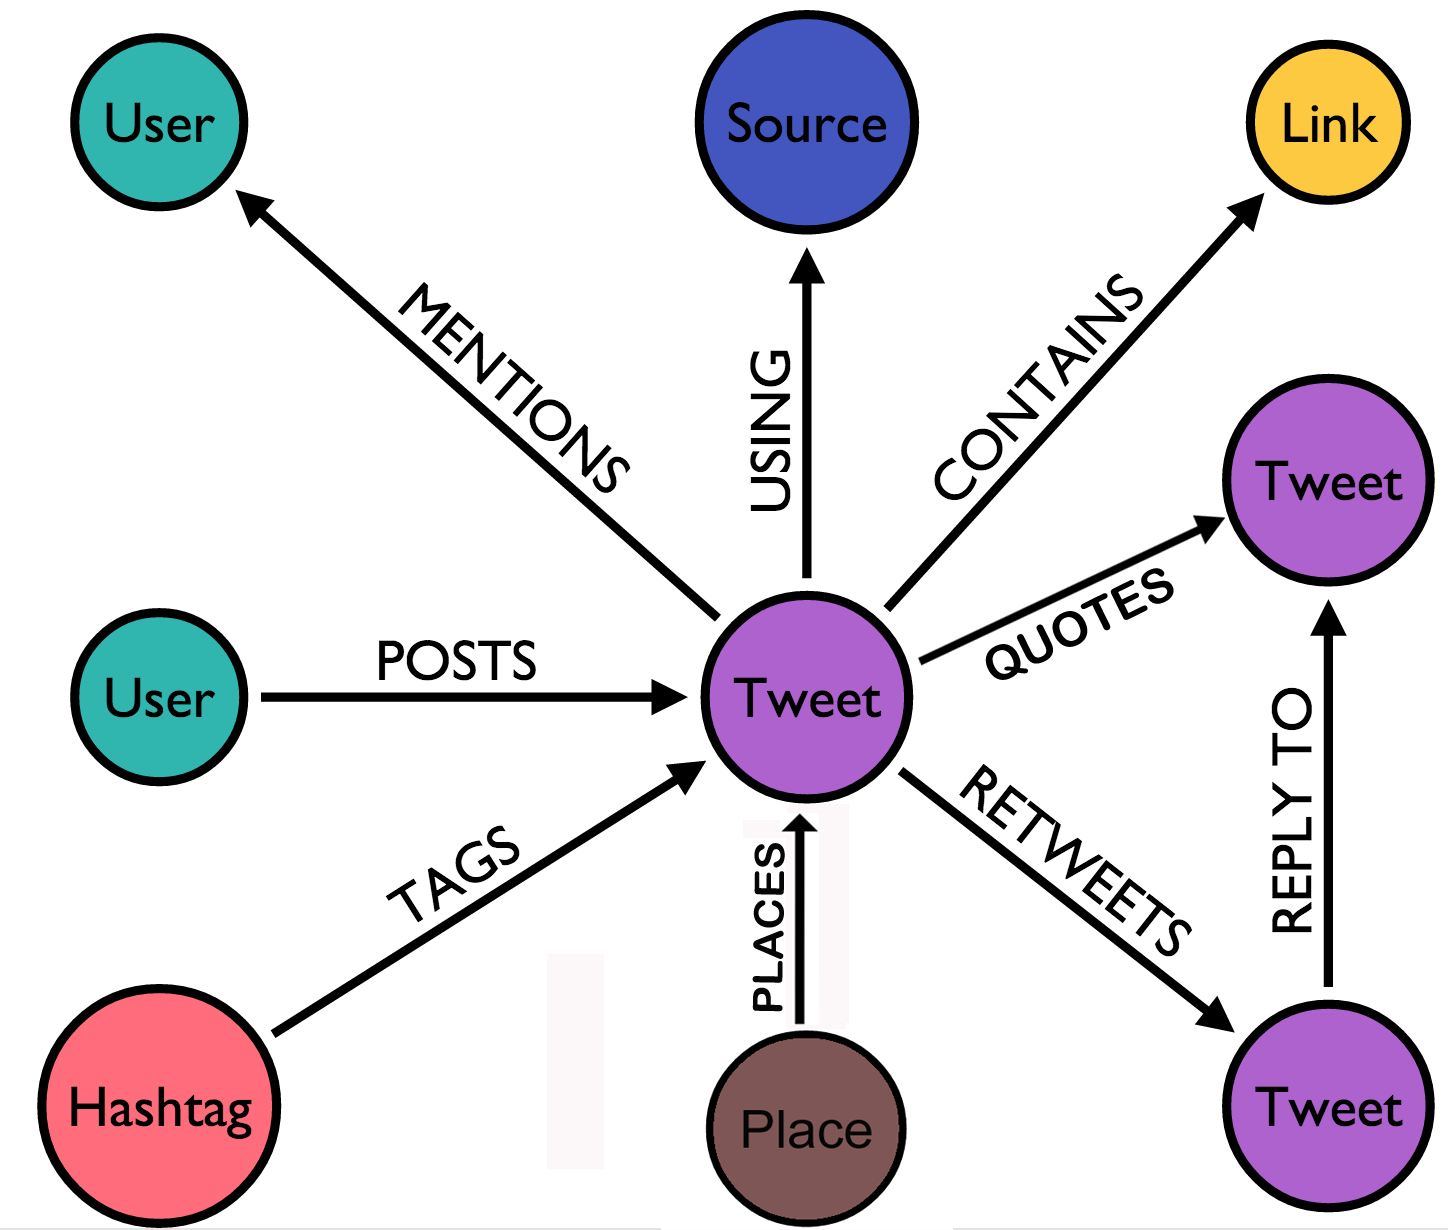 User
Source
Link
MENTIONS
USING
CONTAINS
Tweet
QUOTES
User
POSTS
Tweet
REPLY TO
RETWEETS
TAGS
PLACES
Hashtag
Place
Tweet